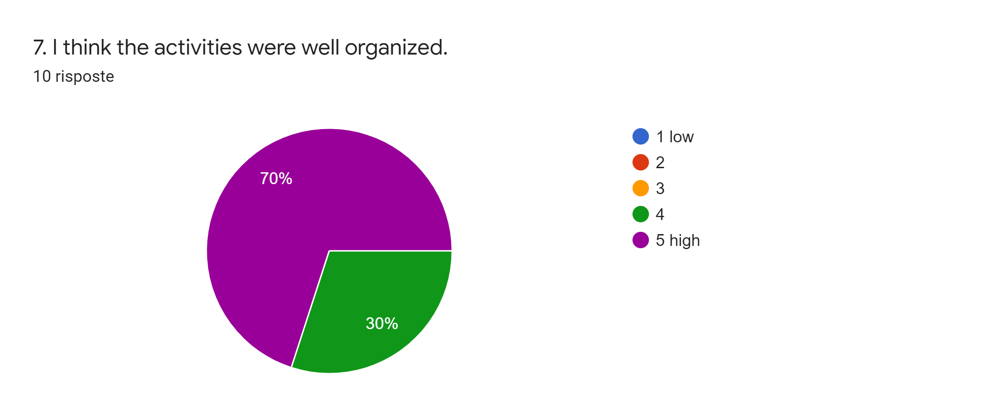 7. I think the activities were well organized.
10 risposte
70%
30%
1 low
2
3
4
5 high